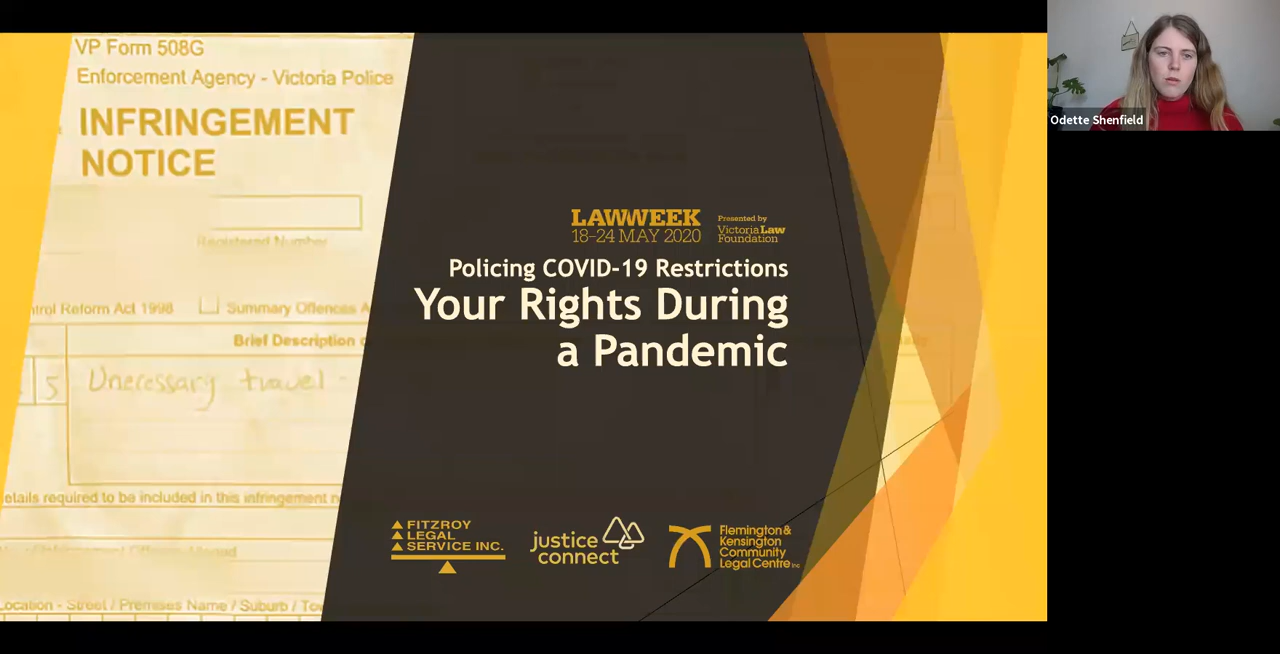 VP Form 508G
Enforcement Agency - Victoria Police
INFRINGEMENT
NOTICE
Registered Number
ntrol Reform Act 1998
Summary Offences A
Brief Description o
5
Unecessary travel -
etails required to be included in this infringement n
Location - Street / Premises Name / Suburb / Tow
LAWWEEK
18–24 MAY 2020
Presented by
Victoria Law
Foundation
Policing COVID-19 Restrictions
Your Rights During
a Pandemic
FITZROY
LEGAL
SERVICE INC.
justice
connect
Flemington &
Kensington
Community
Legal Centre Inc
Odette Shenfield